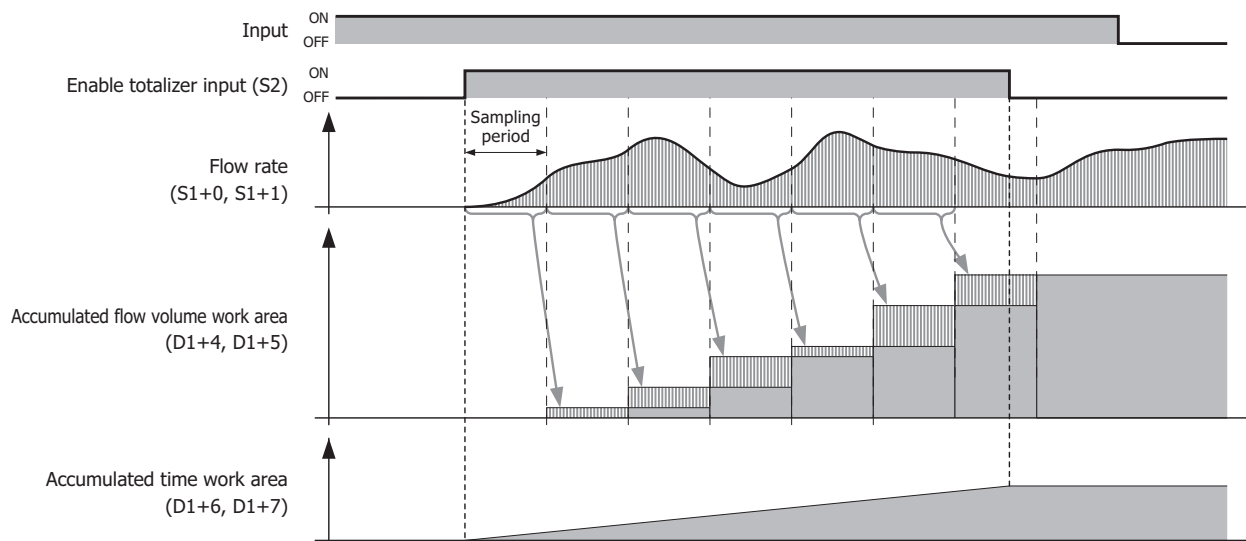 Input
ON
OFF
Enable totalizer input (S2)
ON
OFF
Sampling
period
Flow rate
(S1+0, S1+1)
Accumulated flow volume work area
(D1+4, D1+5)
Accumulated time work area
(D1+6, D1+7)